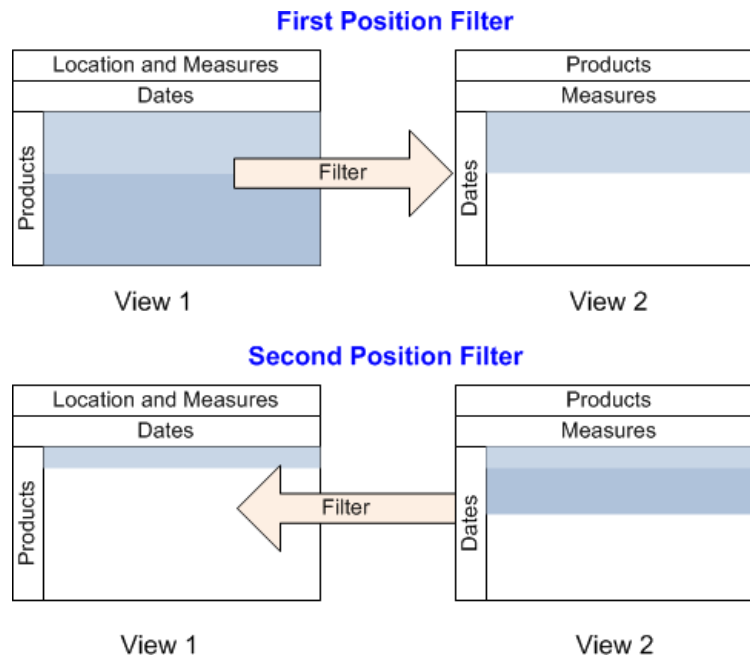 First Position Filter
Location and Measures
Dates
Products
Filter
View 1
Products
Measures
Dates
View 2
Second Position Filter
Location and Measures
Dates
Products
Filter
View 1
Products
Measures
Dates
View 2